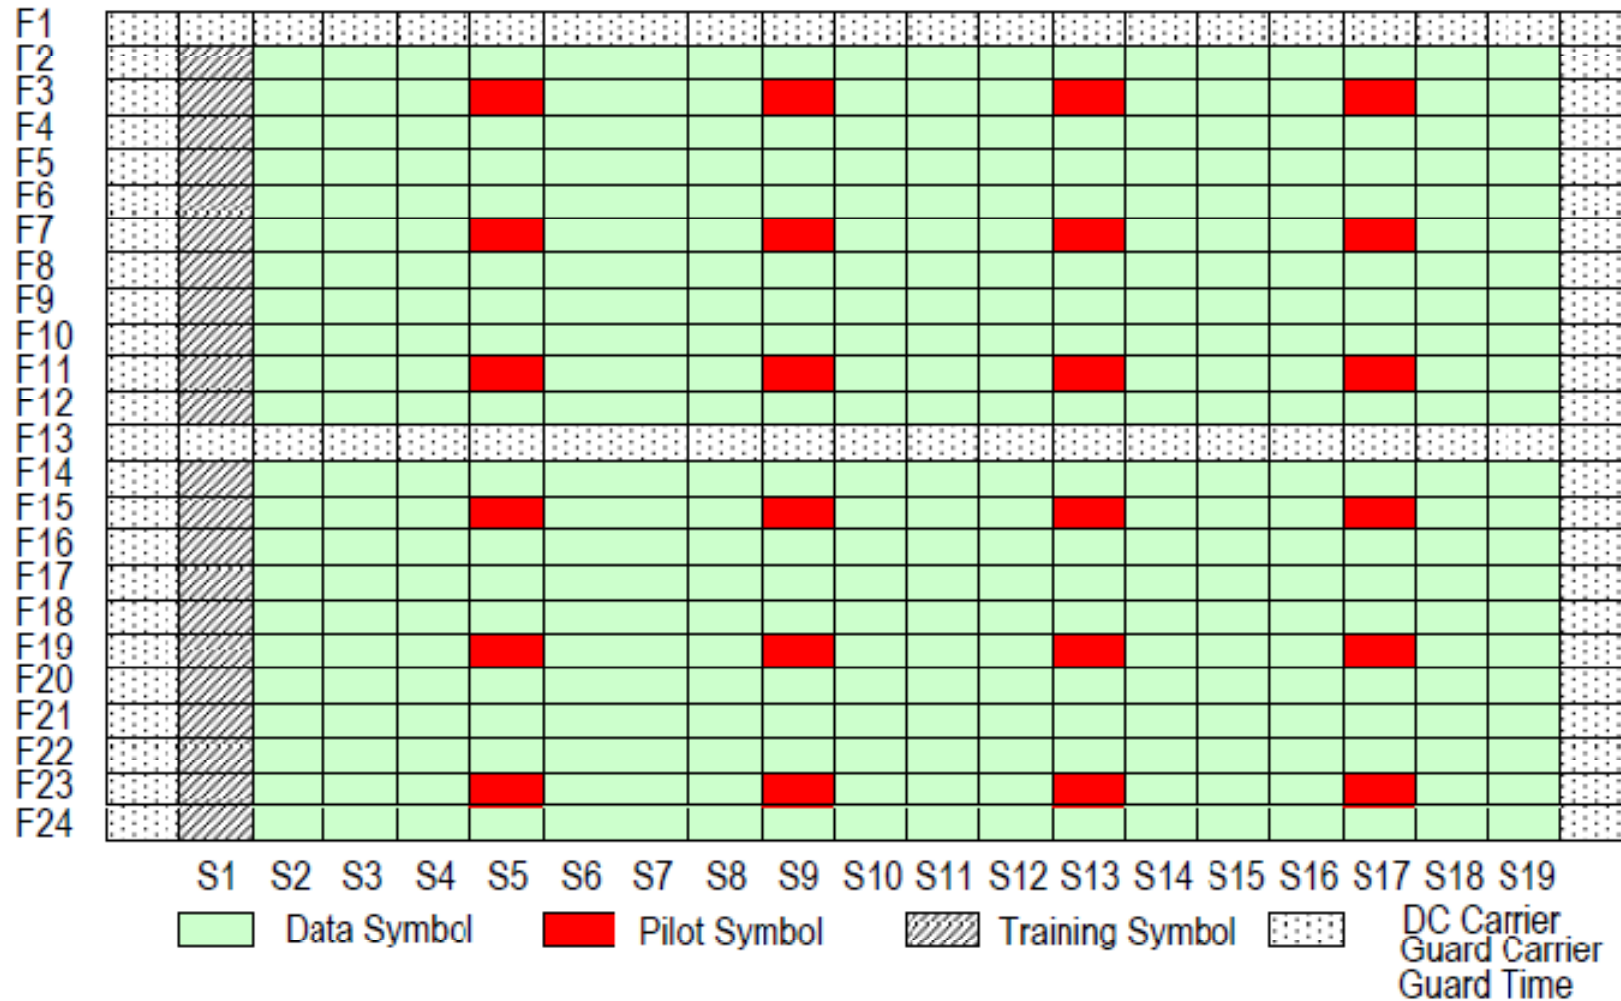 F1
F2
F3
F4
F5
F6
F7
F8
F9
F10
F11
F12
F13
F14
F15
F16
F17
F18
F19
F20
F21
F22
F23
F24
S1 S2 S3 S4 S5 S6 S7 S8 S9 S10 S11 S12 S13 S14 S15 S16 S17 S18 S19
Data Symbol Pilot Symbol Training Symbol DC Carrier
Guard Carrier
Guard Time